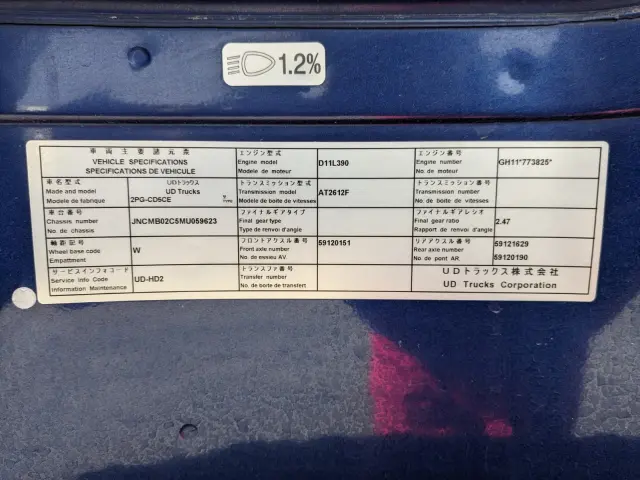 1.2%
車両主要諸元表
VEHICLE SPECIFICATIONS
SPECIFICATIONS DE VEHICULE
車名型式
Made and model
Modèle de fabrique
UDトラックス
UD Trucks
2PG-CD5CE
車台番号
Chassis number
No. de chassis
JNCMB02C5MU059623
軸距記号
Wheel base code
Empattement
W
サービスインフォコード
Service Info Code
Information Maintenance
UD-HD2
エンジン型式
Engine model
Modèle de moteur
D11L390
トランスミッション型式
Transmission model
Modèle de boite de vitesses
AT2612F
ファイナルギアタイプ
Final gear type
Type de renvoi d'angle
フロントアクスル番号
Front axle number
No. de essieu AV.
59120151
トランスファ番号
Transfer number
No. de boite de transfert
エンジン番号
Engine number
No. de moteur
GH11*773825*
トランスミッション番号
Transmission number
No. de boite de vitesses
ファイナルギアレシオ
Final gear ratio
Rapport de renvoi d'angle
2.47
リアアクスル番号
Rear axle number
No. de pont AR.
59121629
59120190
UDトラックス株式会社
UD Trucks Corporation